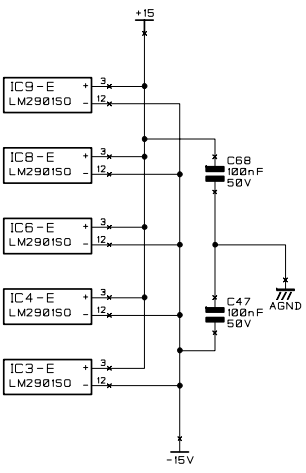 +15
IC9-E
LM2901SO
+ 3
- 12
IC8-E
LM2901SO
+ 3
- 12
C68
100nF
50V
IC6-E
LM2901SO
+ 3
- 12
IC4-E
LM2901SO
+ 3
- 12
AGND
C47
100nF
50V
IC3-E
LM2901SO
+ 3
- 12
-15V